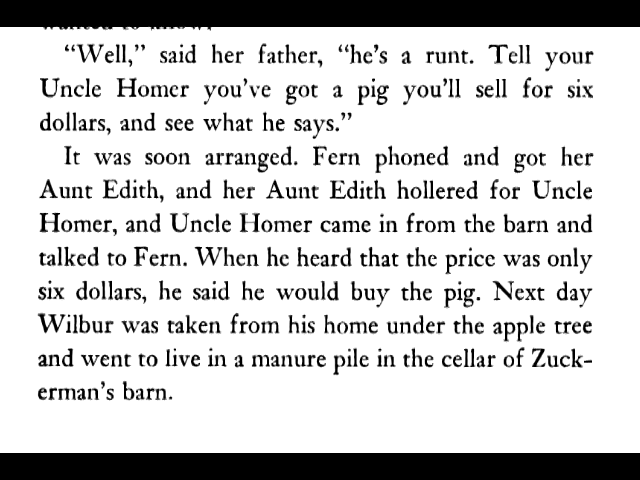 "Well," said her father, "he's a runt. Tell your
Uncle Homer you've got a pig you'll sell for six
dollars, and see what he says."
It was soon arranged. Fern phoned and got her
Aunt Edith, and her Aunt Edith hollered for Uncle
Homer, and Uncle Homer came in from the barn and
talked to Fern. When he heard that the price was only
six dollars, he said he would buy the pig. Next day
Wilbur was taken from his home under the apple tree
and went to live in a manure pile in the cellar of Zuck-
erman's barn.